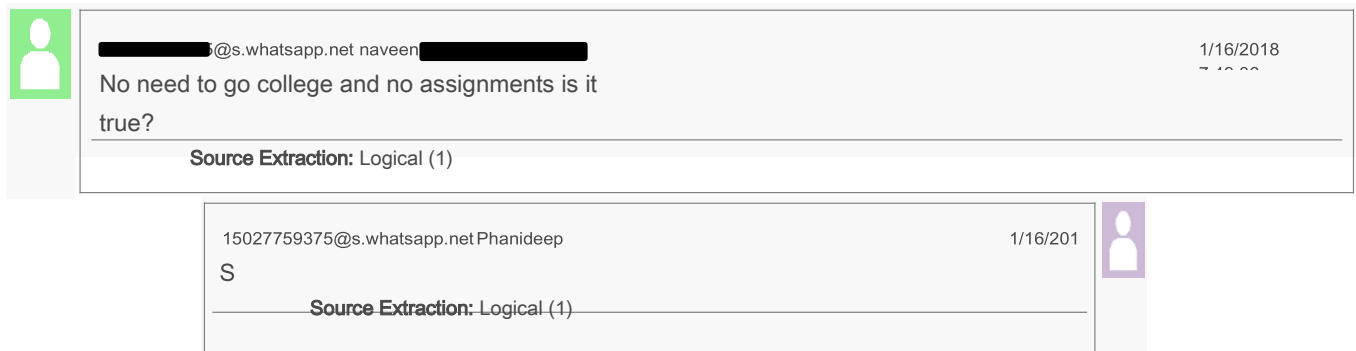 5@s.whatsapp.net naveen 1/16/2018
No need to go college and no assignments is it
true?
Source Extraction: Logical (1)
15027759375@s.whatsapp.net Phanideep 1/16/201
S
Source Extraction: Logical (1)